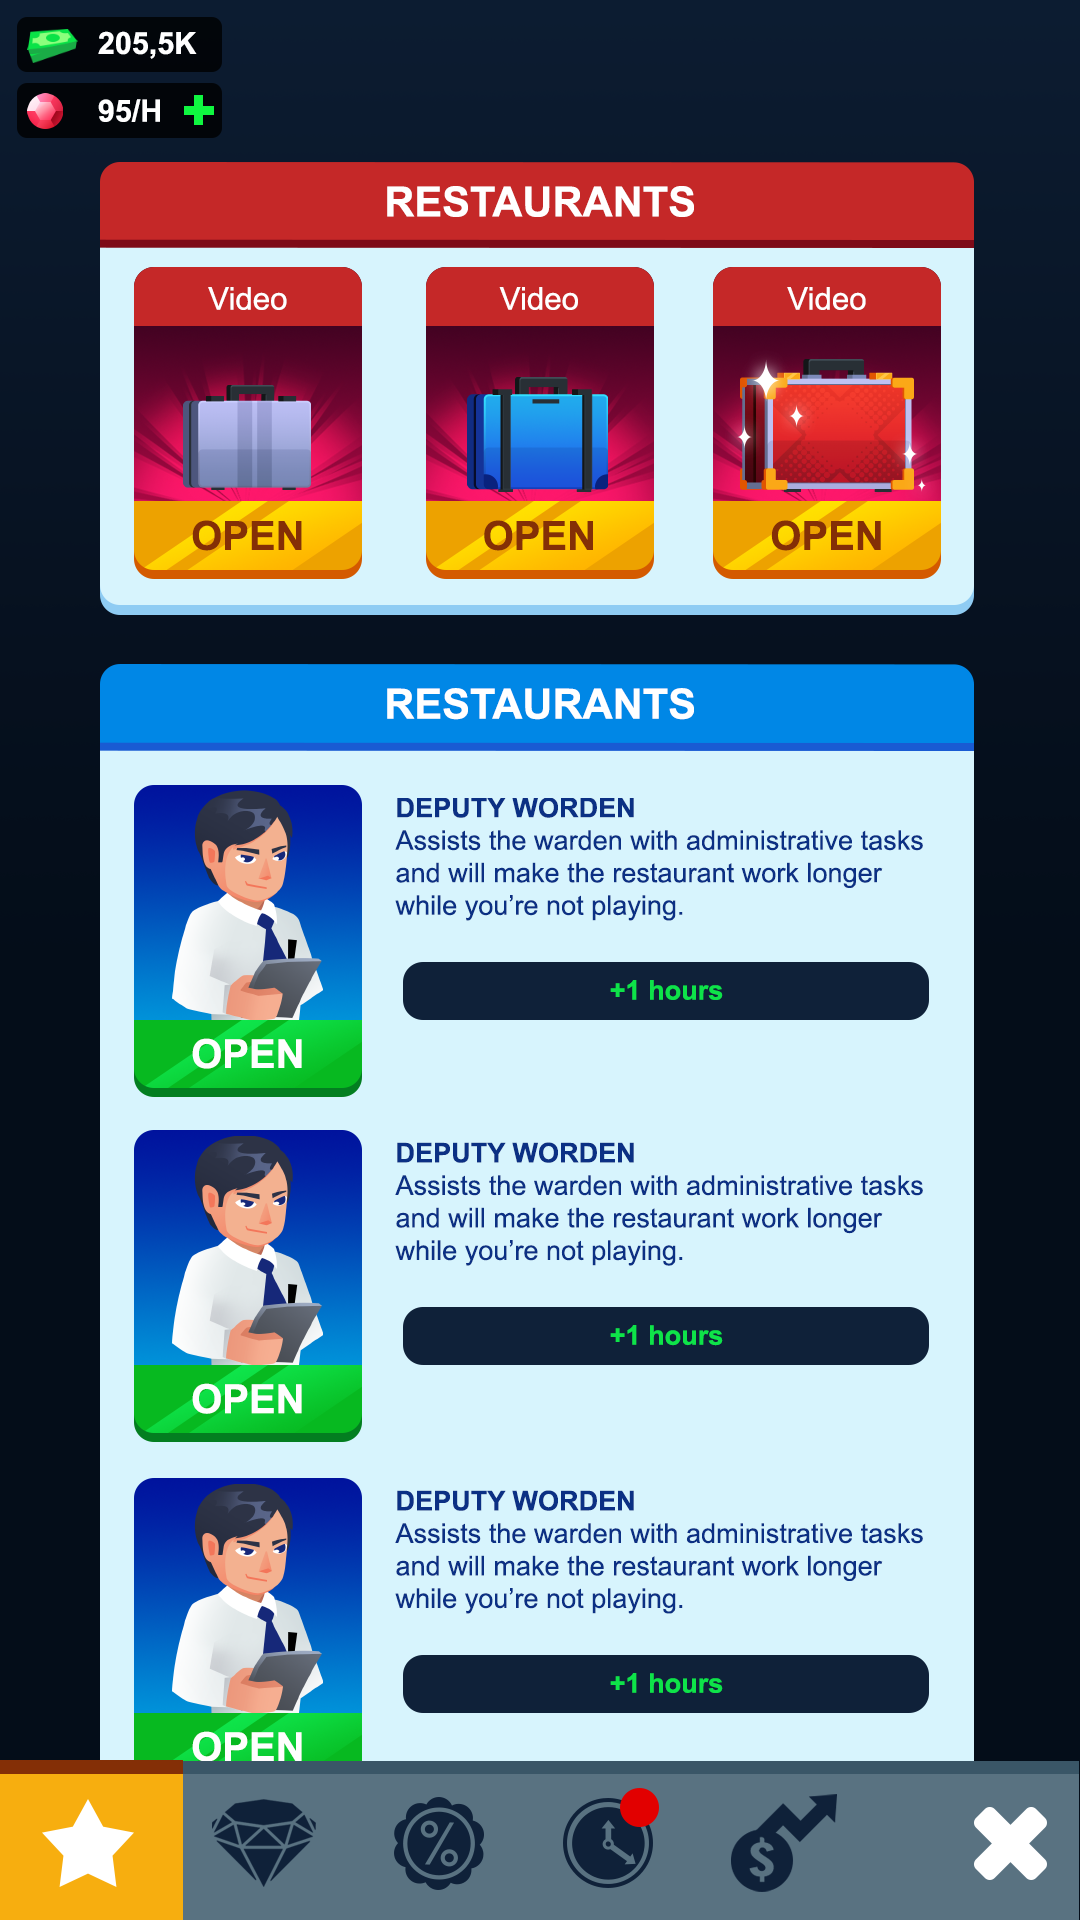 205,5K
95/H
RESTAURANTS
Video
Video
Video
OPEN
OPEN
OPEN
RESTAURANTS
DEPUTY WORDEN
Assists the warden with administrative tasks
and will make the restaurant work longer
while you’re not playing.
+1 hours
OPEN
DEPUTY WORDEN
Assists the warden with administrative tasks
and will make the restaurant work longer
while you’re not playing.
+1 hours
OPEN
DEPUTY WORDEN
Assists the warden with administrative tasks
and will make the restaurant work longer
while you’re not playing.
+1 hours
OPEN